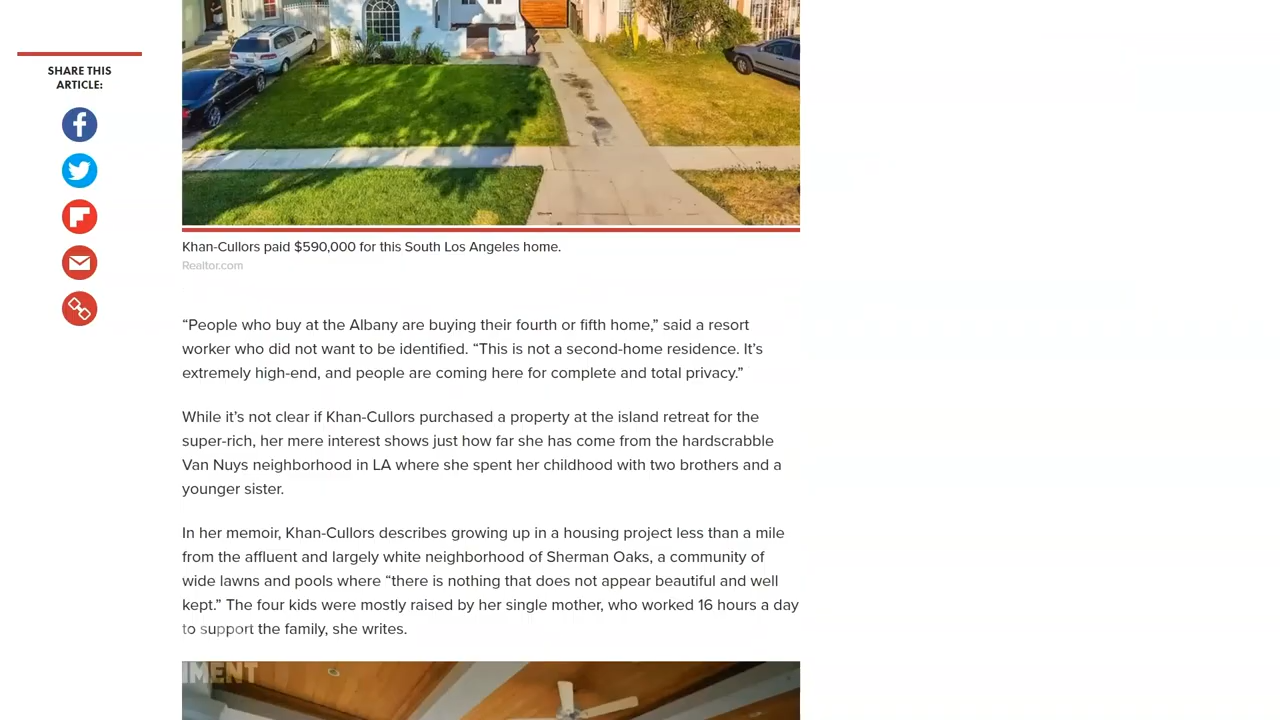 SHARE THIS
ARTICLE:
Khan-Cullors paid $590,000 for this South Los Angeles home.
Realtor.com
“People who buy at the Albany are buying their fourth or fifth home,” said a resort
worker who did not want to be identified. “This is not a second-home residence. It’s
extremely high-end, and people are coming here for complete and total privacy.”
While it’s not clear if Khan-Cullors purchased a property at the island retreat for the
super-rich, her mere interest shows just how far she has come from the hardscrabble
Van Nuys neighborhood in LA where she spent her childhood with two brothers and a
younger sister.
In her memoir, Khan-Cullors describes growing up in a housing project less than a mile
from the affluent and largely white neighborhood of Sherman Oaks, a community of
wide lawns and pools where “there is nothing that does not appear beautiful and well
kept.” The four kids were mostly raised by her single mother, who worked 16 hours a day
to support the family, she writes.